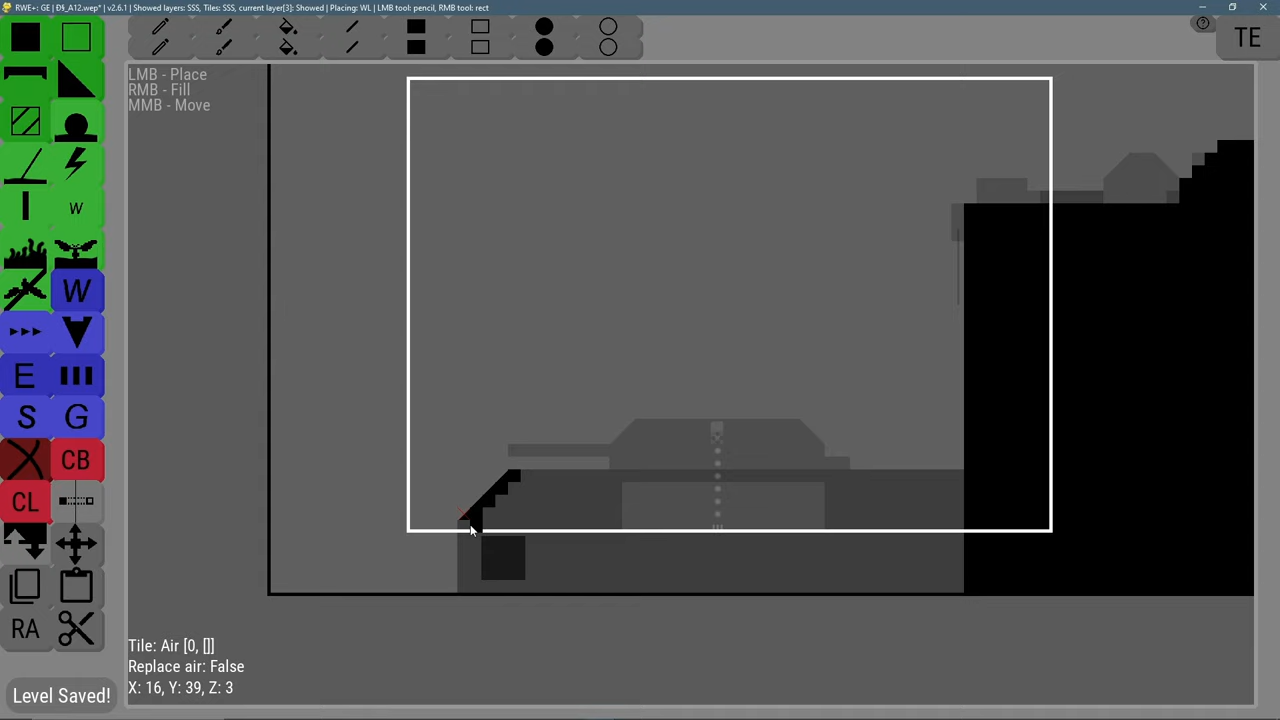 RWE+: GE | Ð§_A12.wep* | v2.6.1 | Showed layers: SSS, Tiles: SSS, current layer[3]: Showed | Placing: WL | LMB tool: pencil, RMB tool: rect
?
TE
LMB - Place
RMB - Fill
MMB - Move
W
W
E
S G
CB
CL
RA
Tile: Air [0, []]
Replace air: False
X: 16, Y: 39, Z: 3
Level Saved!